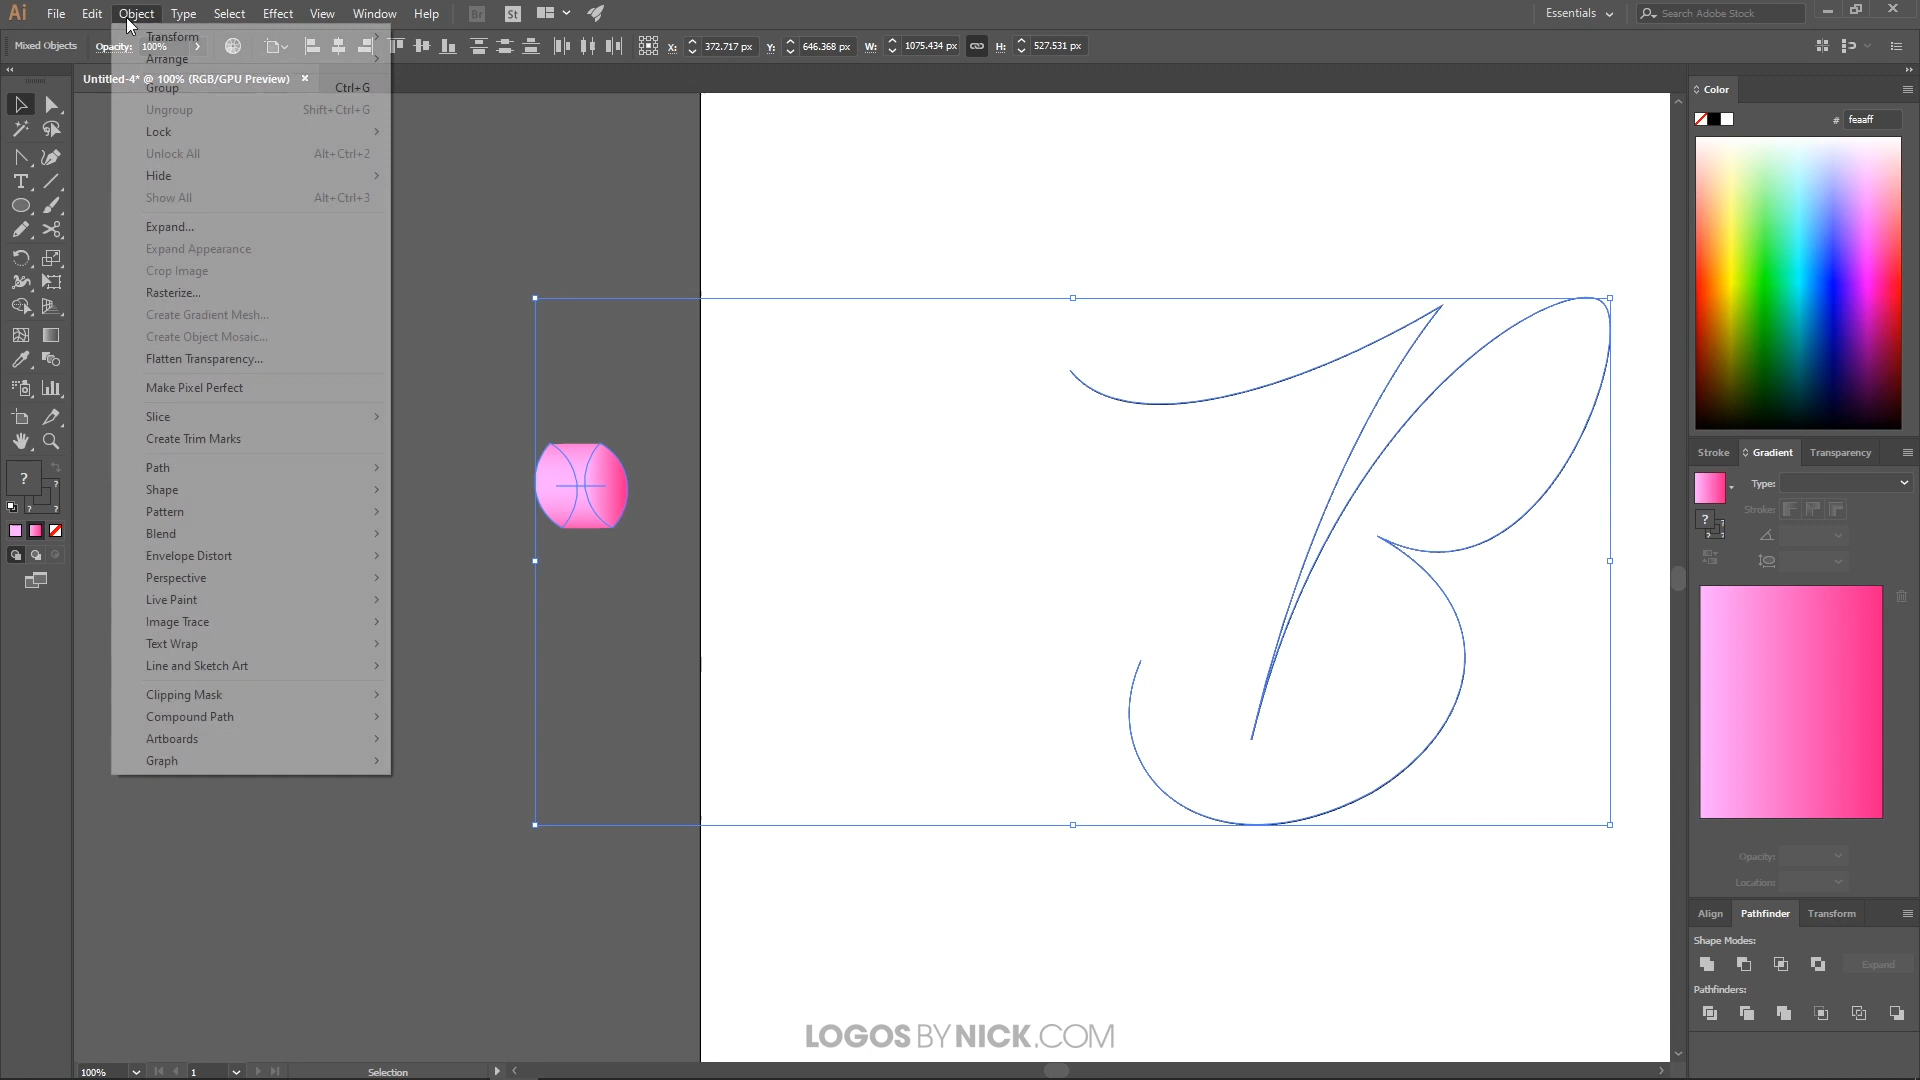 Ai File Edit Object Type Select Effect View Window Help Br St Essentials Search Adobe Stock
Mixed Objects Opacity: 100% X: 372.717 px Y: 646.368 px W: 1075.434 px H: 527.531 px
Untitled-4* @ 100% (RGB/GPU Preview)
Transform
Arrange
Group Ctrl+G
Ungroup Shift+Ctrl+G
Lock
Unlock All Alt+Ctrl+2
Hide
Show All Alt+Ctrl+3
Expand...
Expand Appearance
Crop Image
Rasterize...
Create Gradient Mesh...
Create Object Mosaic...
Flatten Transparency...
Make Pixel Perfect
Slice
Create Trim Marks
Path
Shape
Pattern
Blend
Envelope Distort
Perspective
Live Paint
Image Trace
Text Wrap
Line and Sketch Art
Clipping Mask
Compound Path
Artboards
Graph
T
?
?
?
Color
# feaaff
Stroke Gradient Transparency
Type:
Stroke:
?
?
?
Opacity:
Location:
Align Pathfinder Transform
Shape Modes:
Expand
Pathfinders:
LOGOS BY NICK.COM
100% 1 Selection